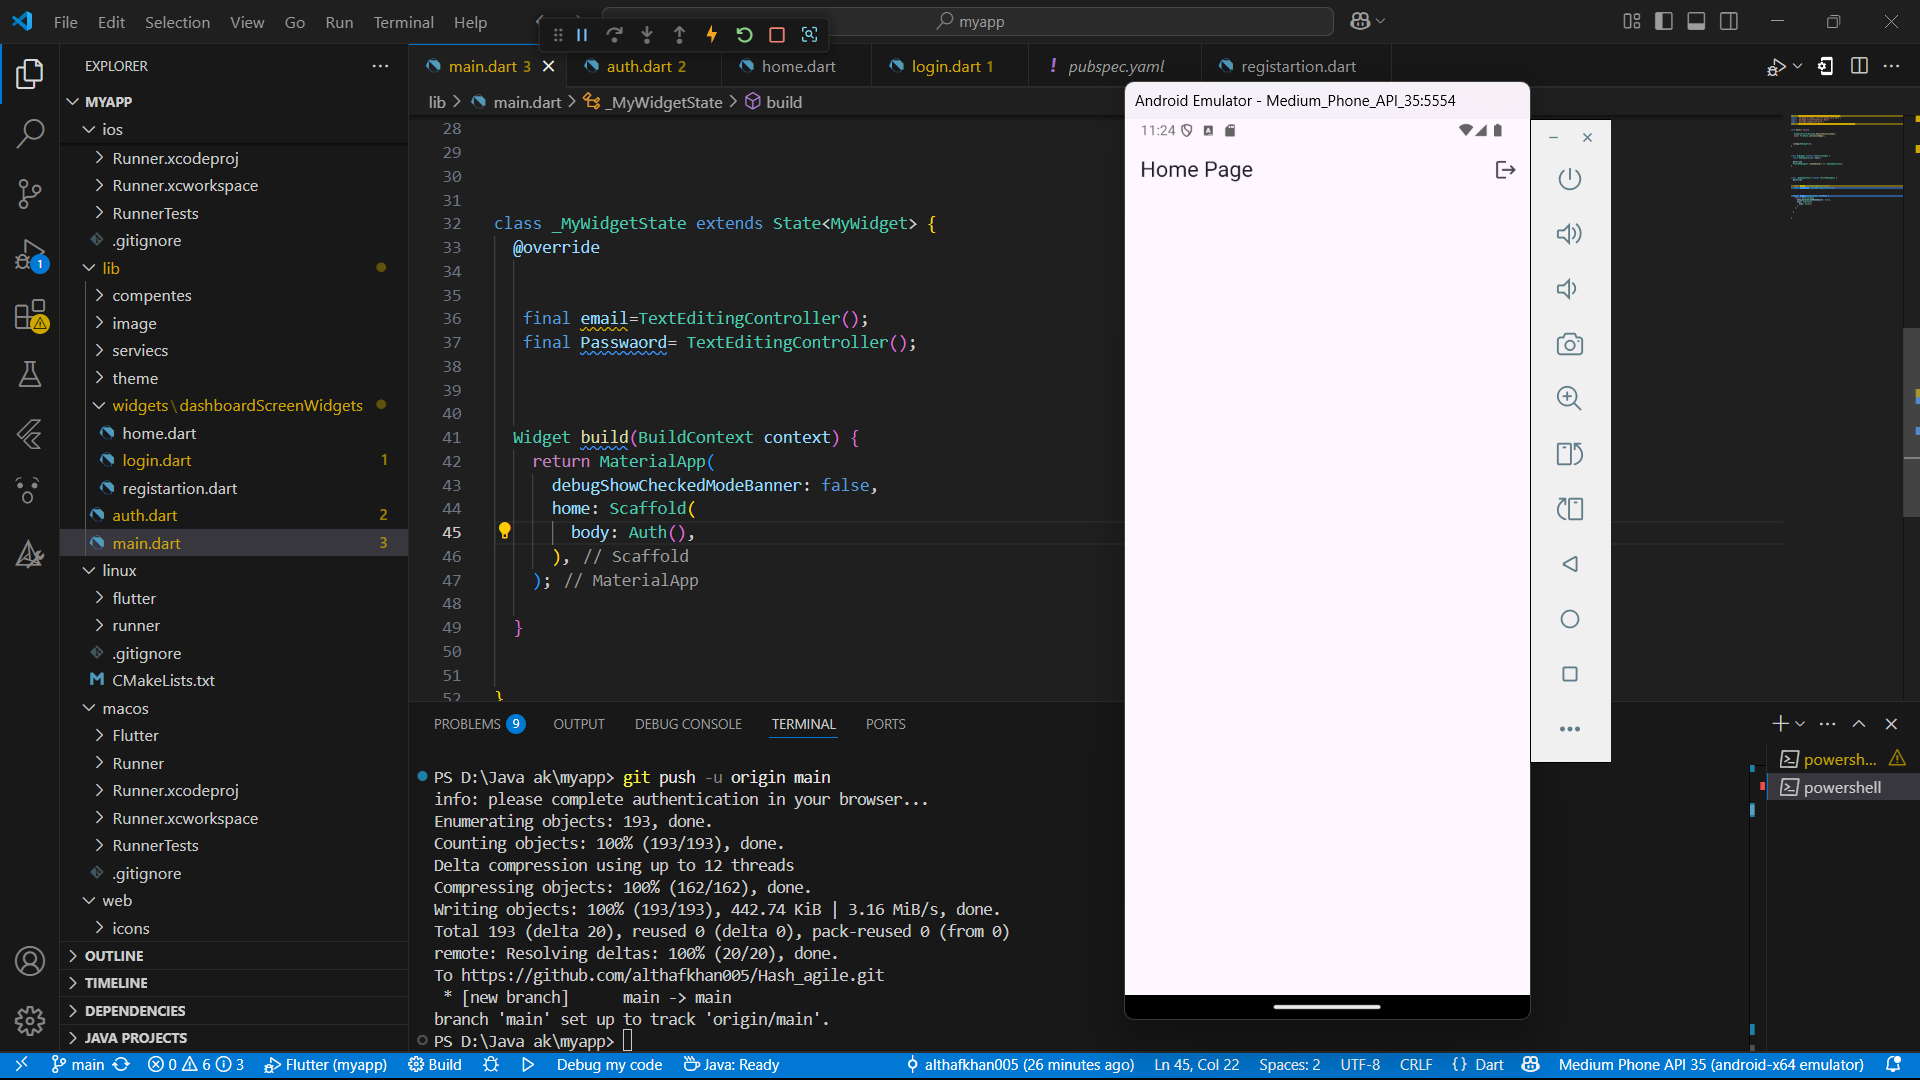 File Edit Selection View Go Run Terminal Help
myapp
EXPLORER
MYAPP
ios
Runner.xcodeproj
Runner.xcworkspace
RunnerTests
.gitignore
lib
compentes
image
serviecs
theme
widgets\dashboardScreenWidgets
home.dart
login.dart 1
registartion.dart
auth.dart 2
main.dart 3
linux
flutter
runner
.gitignore
CMakeLists.txt
macos
Flutter
Runner
Runner.xcodeproj
Runner.xcworkspace
RunnerTests
.gitignore
web
icons
OUTLINE
TIMELINE
DEPENDENCIES
JAVA PROJECTS
1
main.dart 3 auth.dart 2 home.dart login.dart 1 pubspec.yaml registartion.dart
lib > main.dart > _MyWidgetState > build
28
29
30
31
32 class _MyWidgetState extends State<MyWidget> {
33 @override
34
35
36 final email=TextEditingController();
37 final Passwaord= TextEditingController();
38
39
40
41 Widget build(BuildContext context) {
42 return MaterialApp(
43 debugShowCheckedModeBanner: false,
44 home: Scaffold(
45 body: Auth(),
46 ), // Scaffold
47 ); // MaterialApp
48
49 }
50
51
52 }
Android Emulator - Medium_Phone_API_35:5554
11:24
Home Page
PROBLEMS 9 OUTPUT DEBUG CONSOLE TERMINAL PORTS
PS D:\Java ak\myapp> git push -u origin main
info: please complete authentication in your browser...
Enumerating objects: 193, done.
Counting objects: 100% (193/193), done.
Delta compression using up to 12 threads
Compressing objects: 100% (162/162), done.
Writing objects: 100% (193/193), 442.74 KiB | 3.16 MiB/s, done.
Total 193 (delta 20), reused 0 (delta 0), pack-reused 0 (from 0)
remote: Resolving deltas: 100% (20/20), done.
To https://github.com/althafkhan005/Hash_agile.git
* [new branch] main -> main
branch 'main' set up to track 'origin/main'.
PS D:\Java ak\myapp>
powersh...
powershell
main 0 6 3 Flutter (myapp) Build Debug my code Java: Ready althafkhan005 (26 minutes ago) Ln 45, Col 22 Spaces: 2 UTF-8 CRLF {} Dart Medium Phone API 35 (android-x64 emulator)